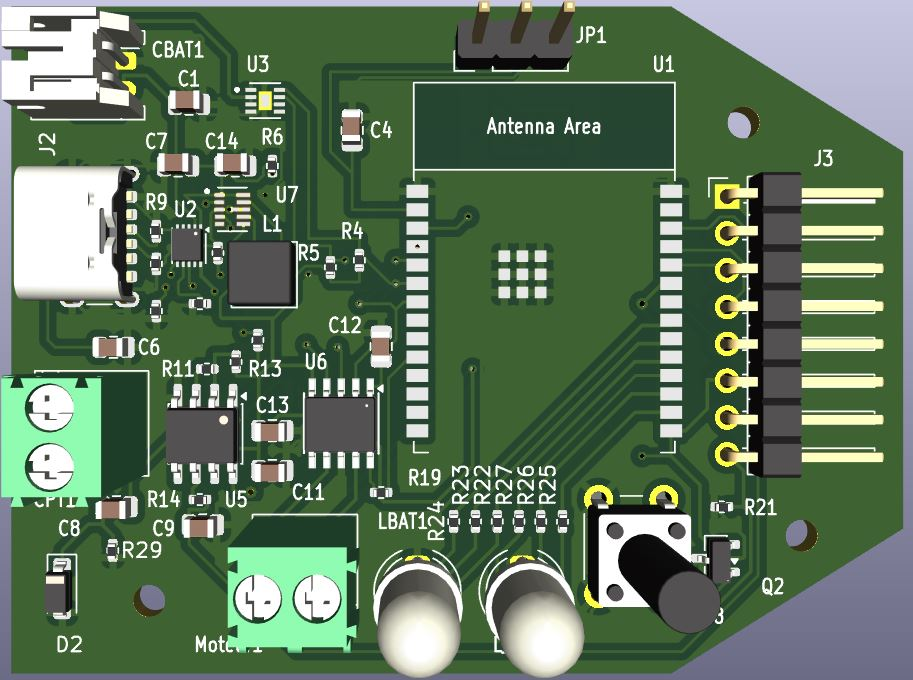 JP1
CBAT1
U3
U1
C1
Antenna Area
J2
C7
C14
R6
C4
J3
R9
U2
U7
L1
R5
R4
C12
C6
R11
R13
U6
C13
R14
U5
C11
R19
R24
R23
R22
R27
R26
R25
C8
C9
LBAT1
R21
R29
Q2
D2